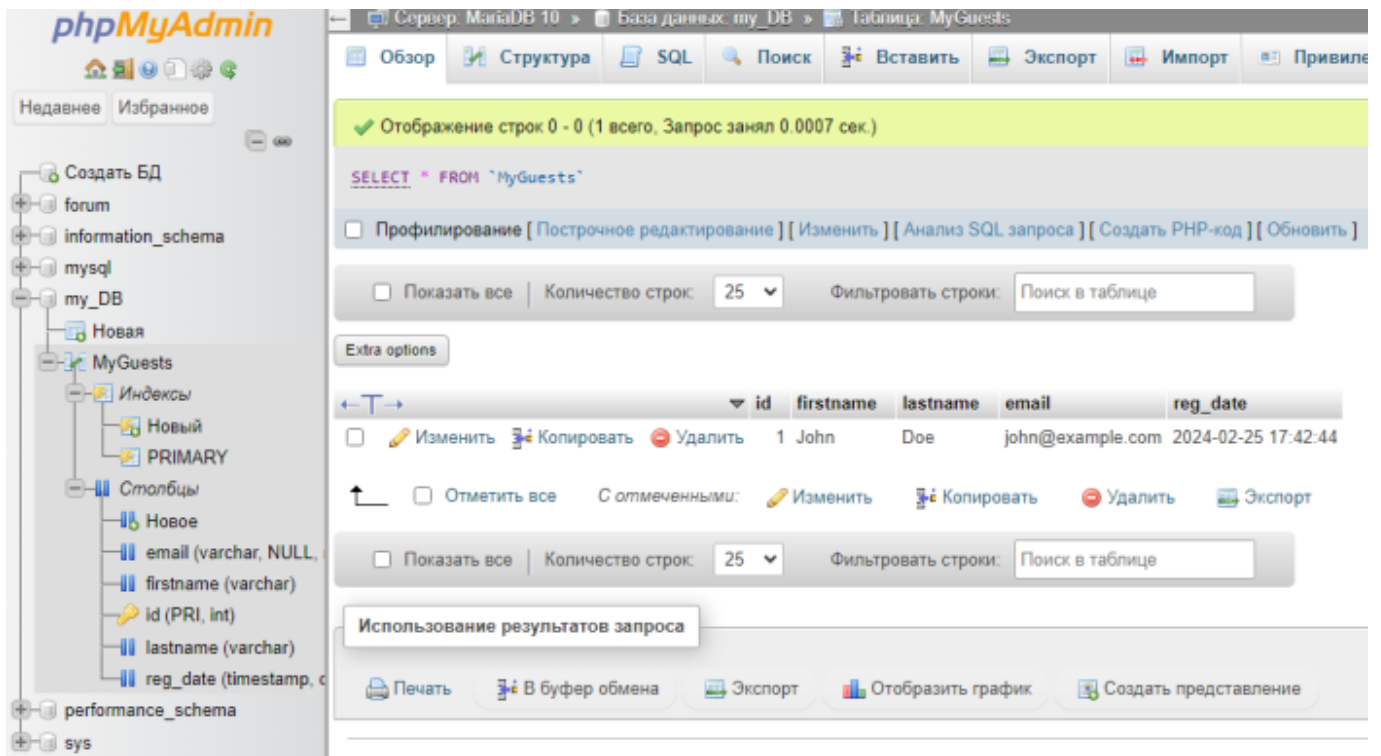 phpMyAdmin
Недавнее Избранное
Создать БД
forum
information_schema
mysql
my_DB
Новая
MyGuests
Индексы
Новый
PRIMARY
Столбцы
Новое
email (varchar, NULL,
firstname (varchar)
id (PRI, int)
lastname (varchar)
reg_date (timestamp,
performance_schema
sys
Сервер: MariaDB 10 » База данных: my_DB » Таблица: MyGuests
Обзор Структура SQL Поиск Вставить Экспорт Импорт Привиле
Отображение строк 0 - 0 (1 всего, Запрос занял 0.0007 сек.)
SELECT * FROM `MyGuests`
Профилирование [ Построчное редактирование ] [ Изменить ] [ Анализ SQL запроса ] [ Создать PHP-код ] [ Обновить ]
Показать все | Количество строк: 25 Фильтровать строки: Поиск в таблице
Extra options
←T→ id firstname lastname email reg_date
Изменить Копировать Удалить 1 John Doe john@example.com 2024-02-25 17:42:44
Отметить все С отмеченными: Изменить Копировать Удалить Экспорт
Показать все | Количество строк: 25 Фильтровать строки: Поиск в таблице
Использование результатов запроса
Печать В буфер обмена Экспорт Отобразить график Создать представление